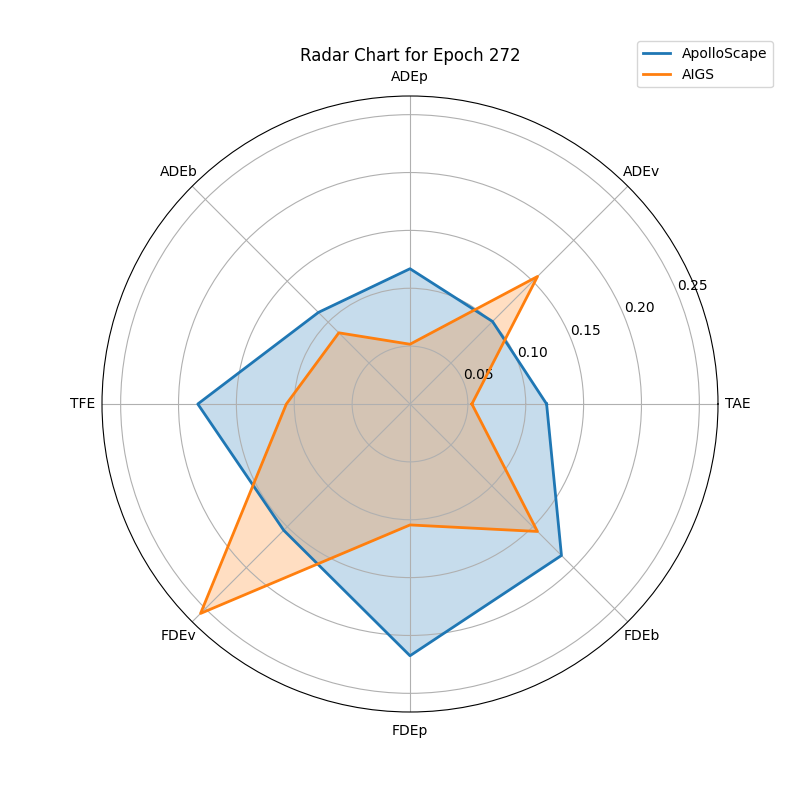 Radar Chart for Epoch 272
ApolloScape
AIGS
ADEp
ADEb
ADEv
0.25
0.20
0.15
0.10
0.05
TFE
TAE
FDEv
FDEb
FDEp